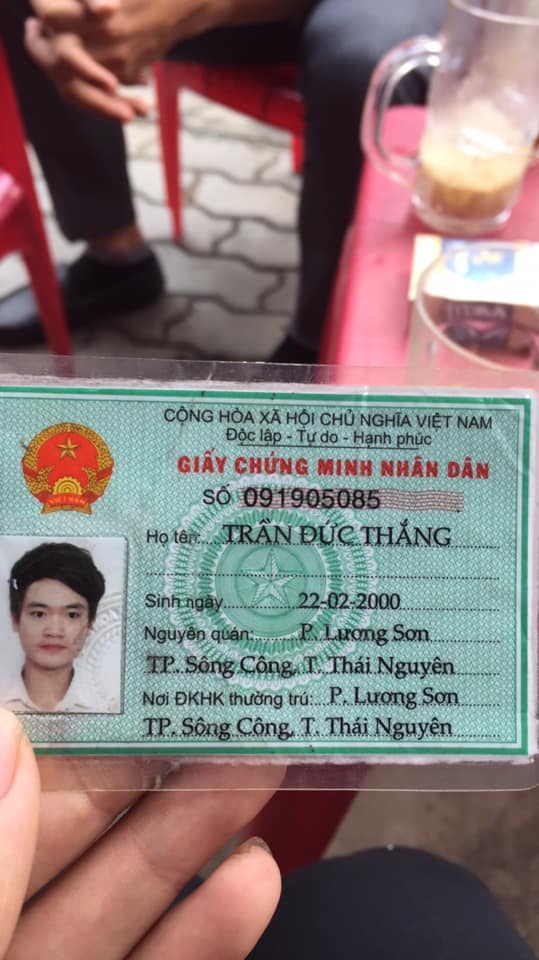 CỘNG HÒA XÃ HỘI CHỦ NGHĨA VIỆT NAM
Độc lập - Tự do - Hạnh phúc
GIẤY CHỨNG MINH NHÂN DÂN
SỐ 091905085
Họ tên: TRẦN ĐỨC THẮNG
Sinh ngày 22-02-2000
Nguyên quán: P. Lương Sơn
TP. Sông Công, T. Thái Nguyên
Nơi ĐKHK thường trú: P. Lương Sơn
TP. Sông Công, T. Thái Nguyên
VIỆT NAM